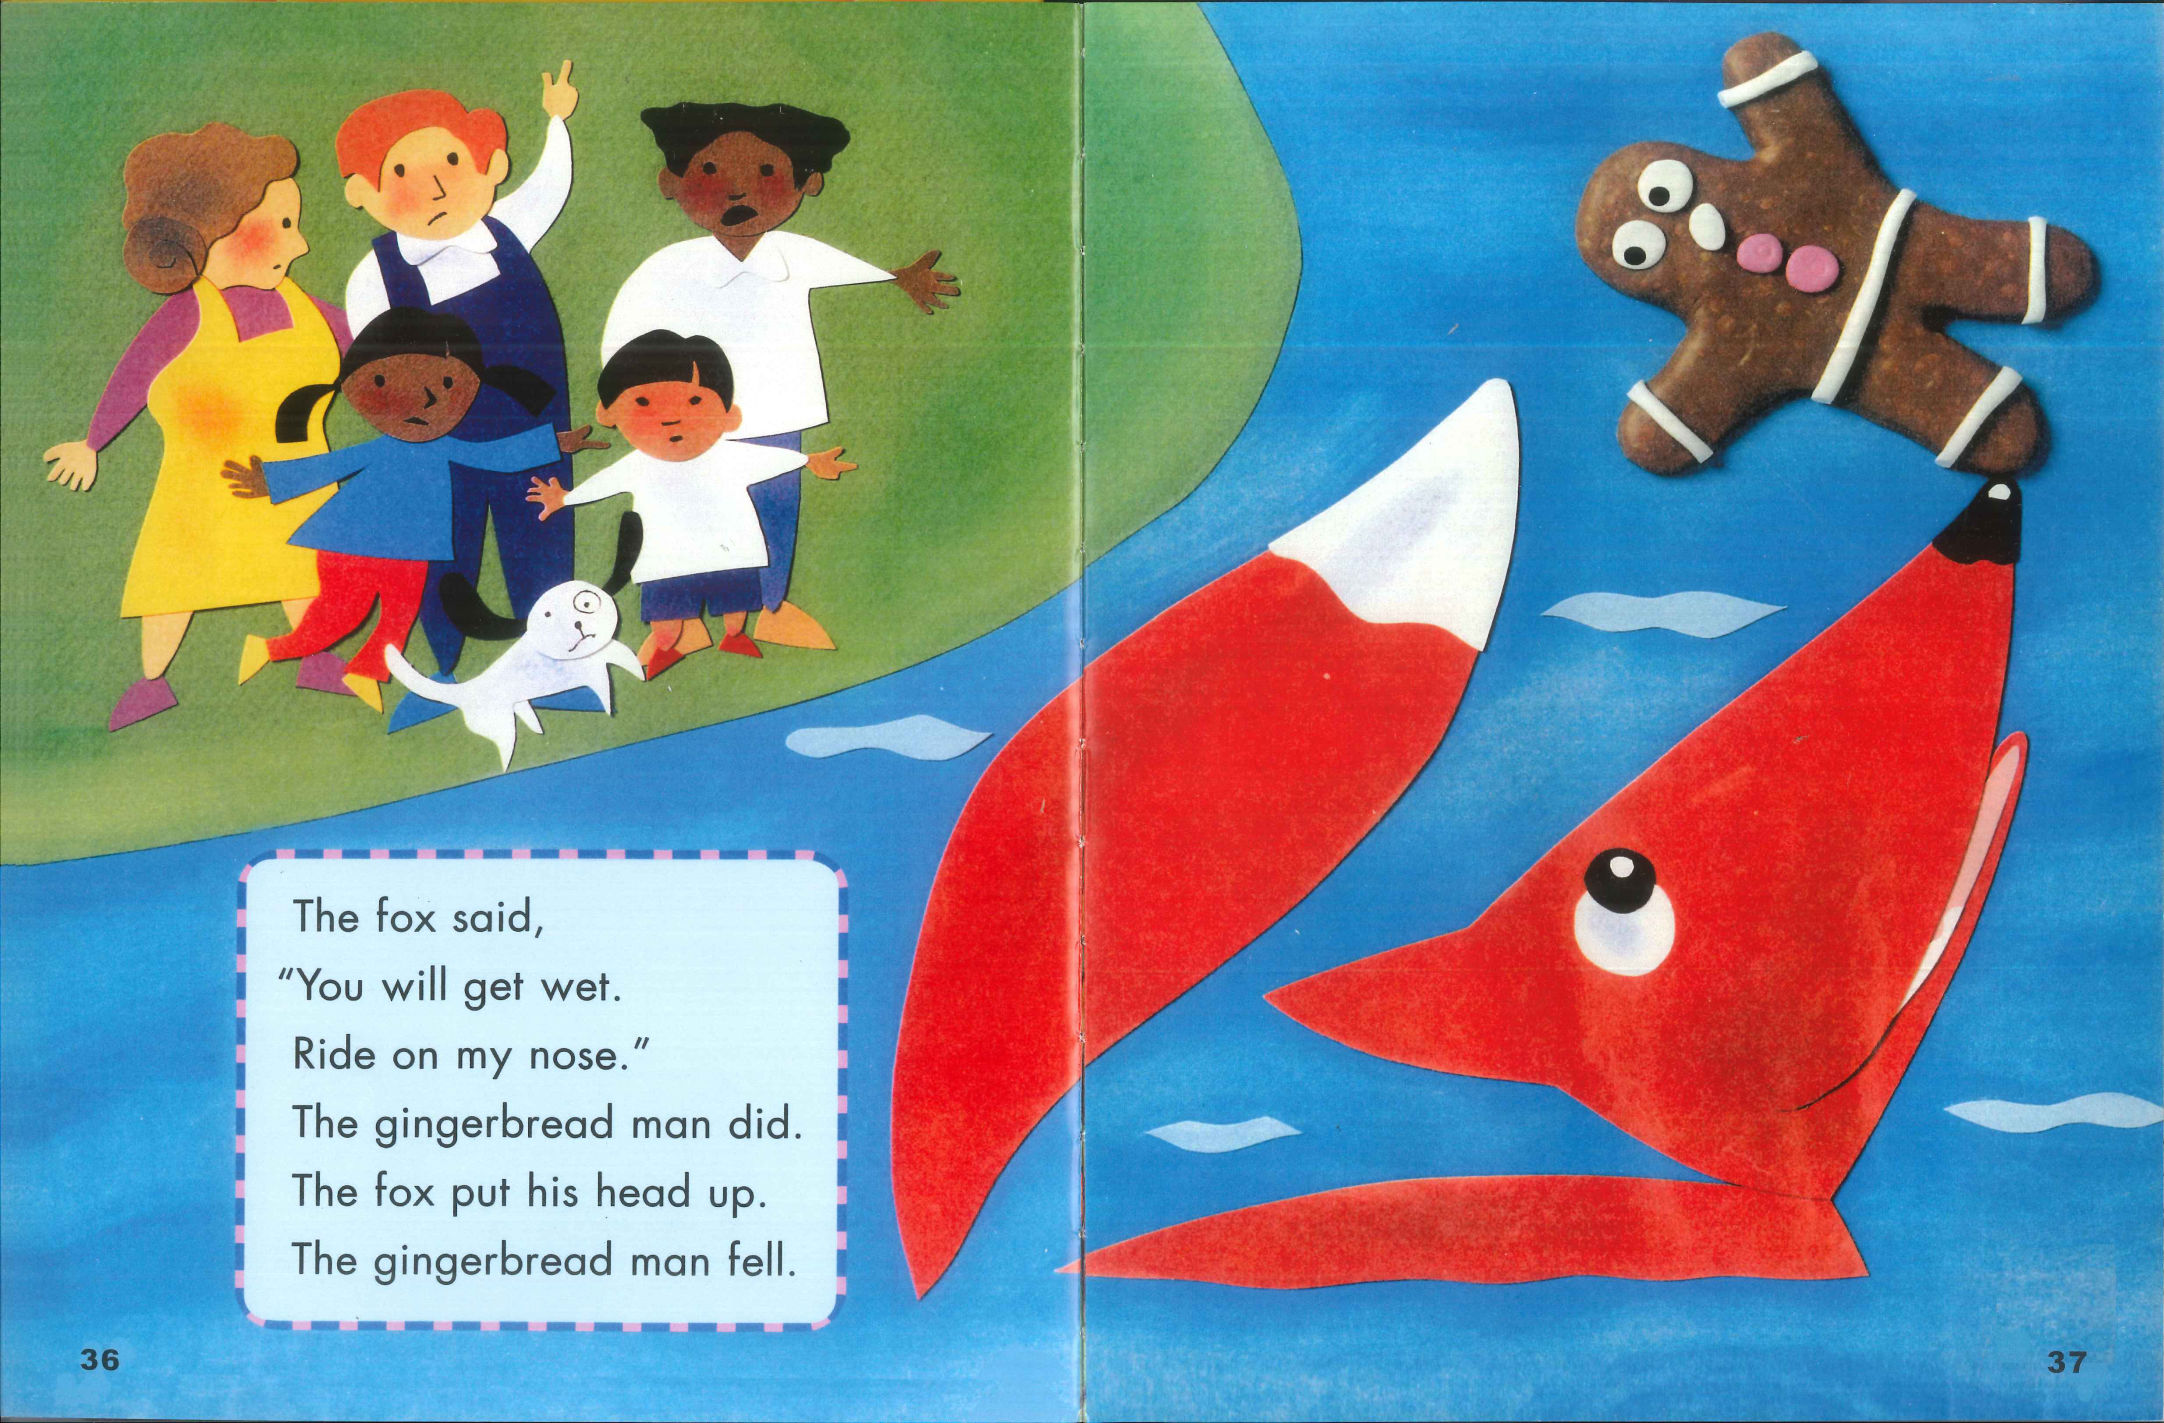 The fox said,
“You will get wet.
Ride on my nose.”
The gingerbread man did.
The fox put his head up.
The gingerbread man fell.
36
37